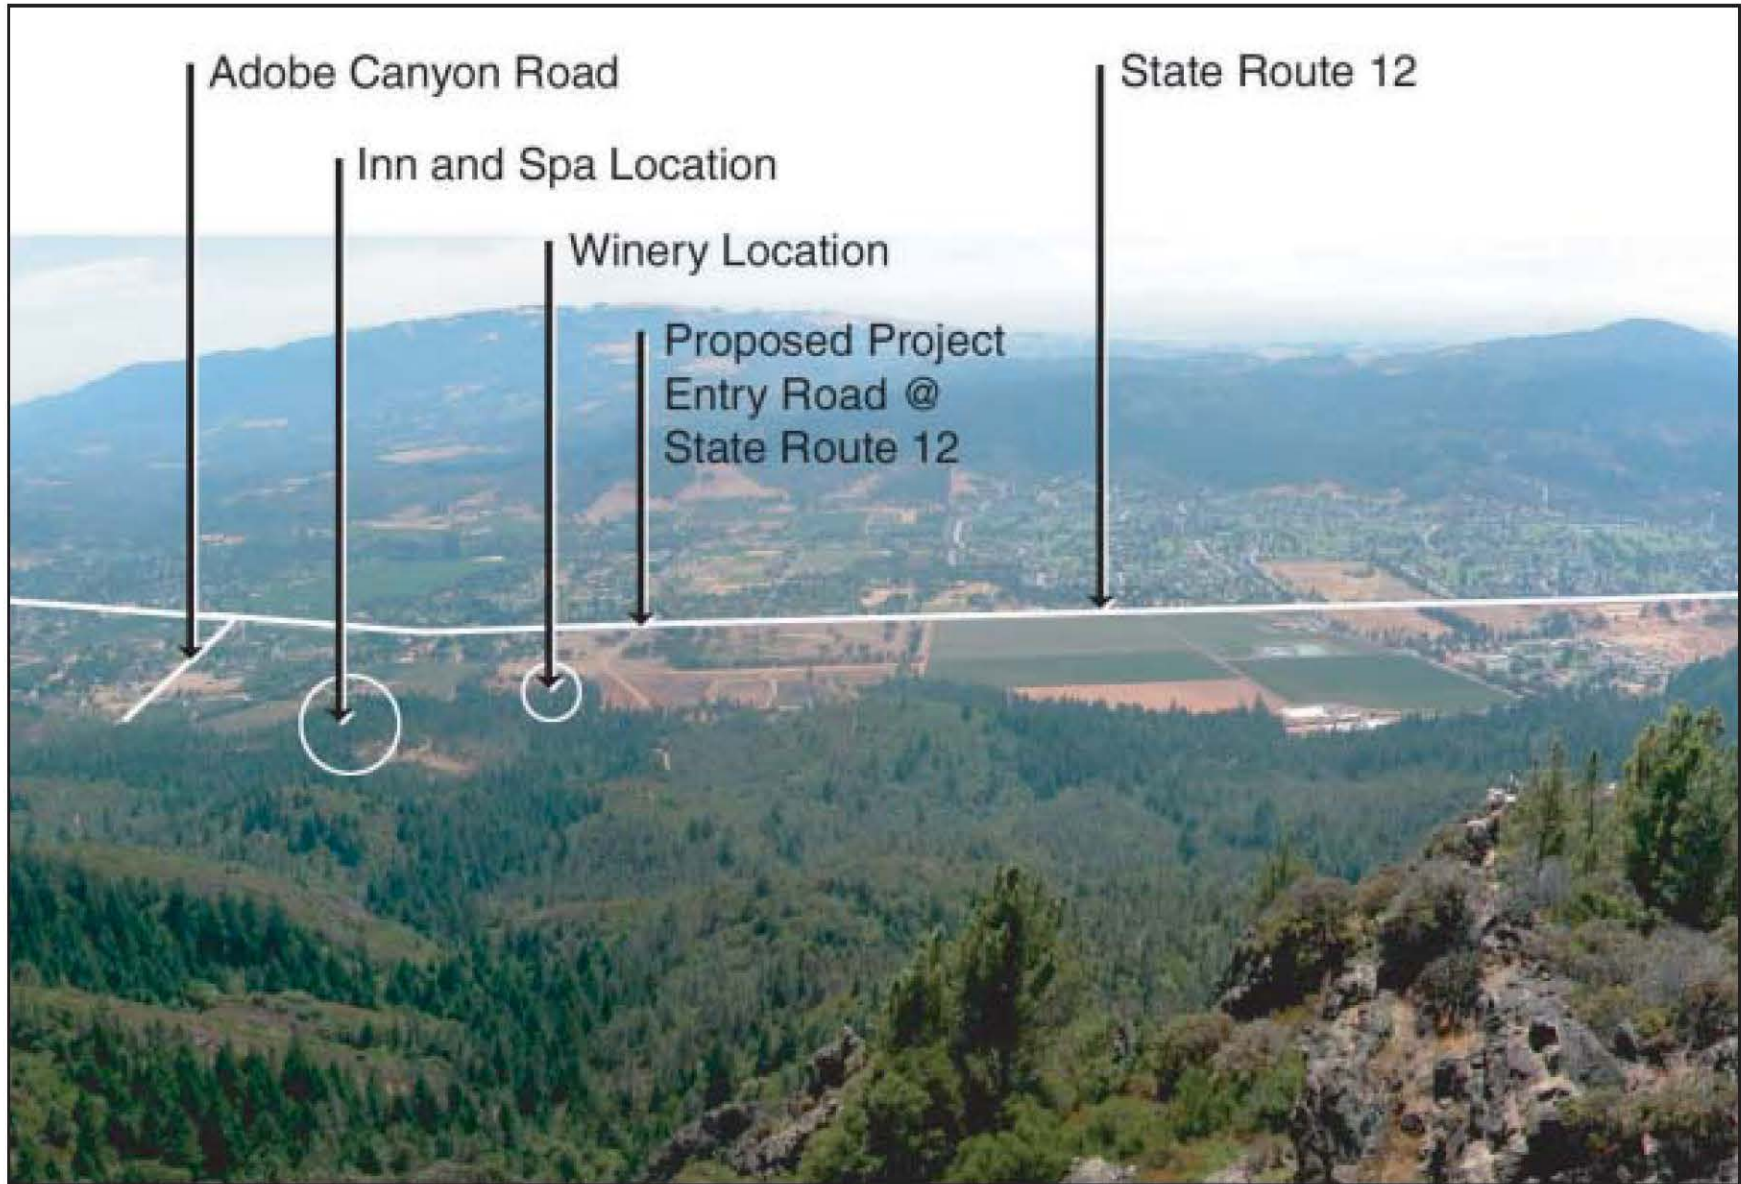 Adobe Canyon Road
State Route 12
Inn and Spa Location
Winery Location
Proposed Project
Entry Road @
State Route 12